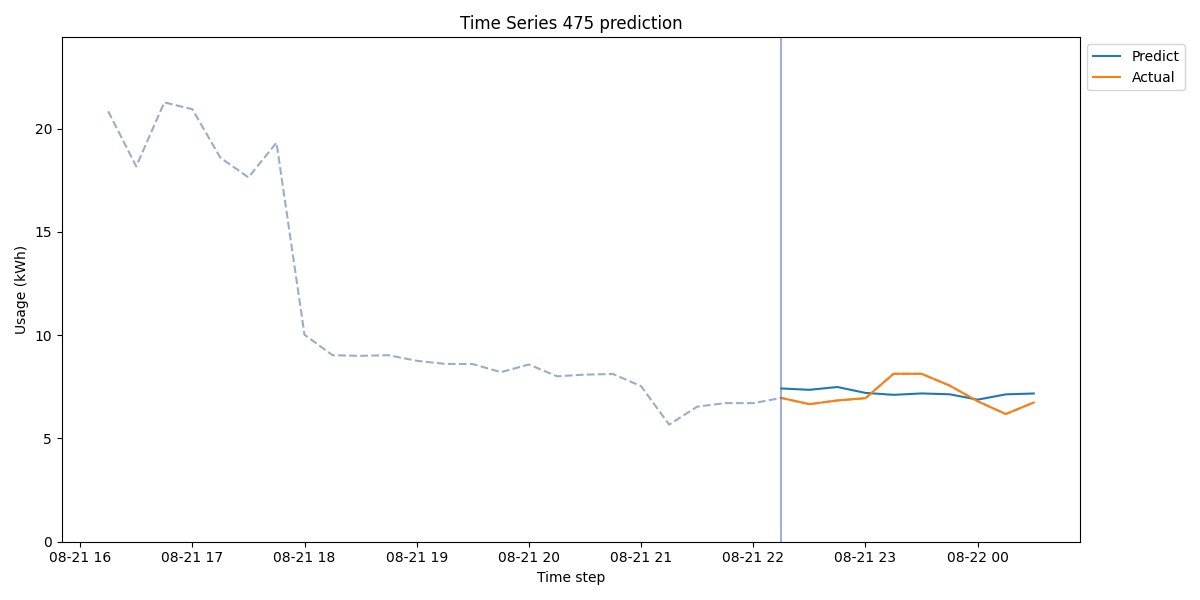 Time Series 475 prediction
Predict
Actual
Usage (kWh)
20
15
10
5
0
08-21 16
08-21 17
08-21 18
08-21 19
08-21 20
08-21 21
08-21 22
08-21 23
08-22 00
Time step